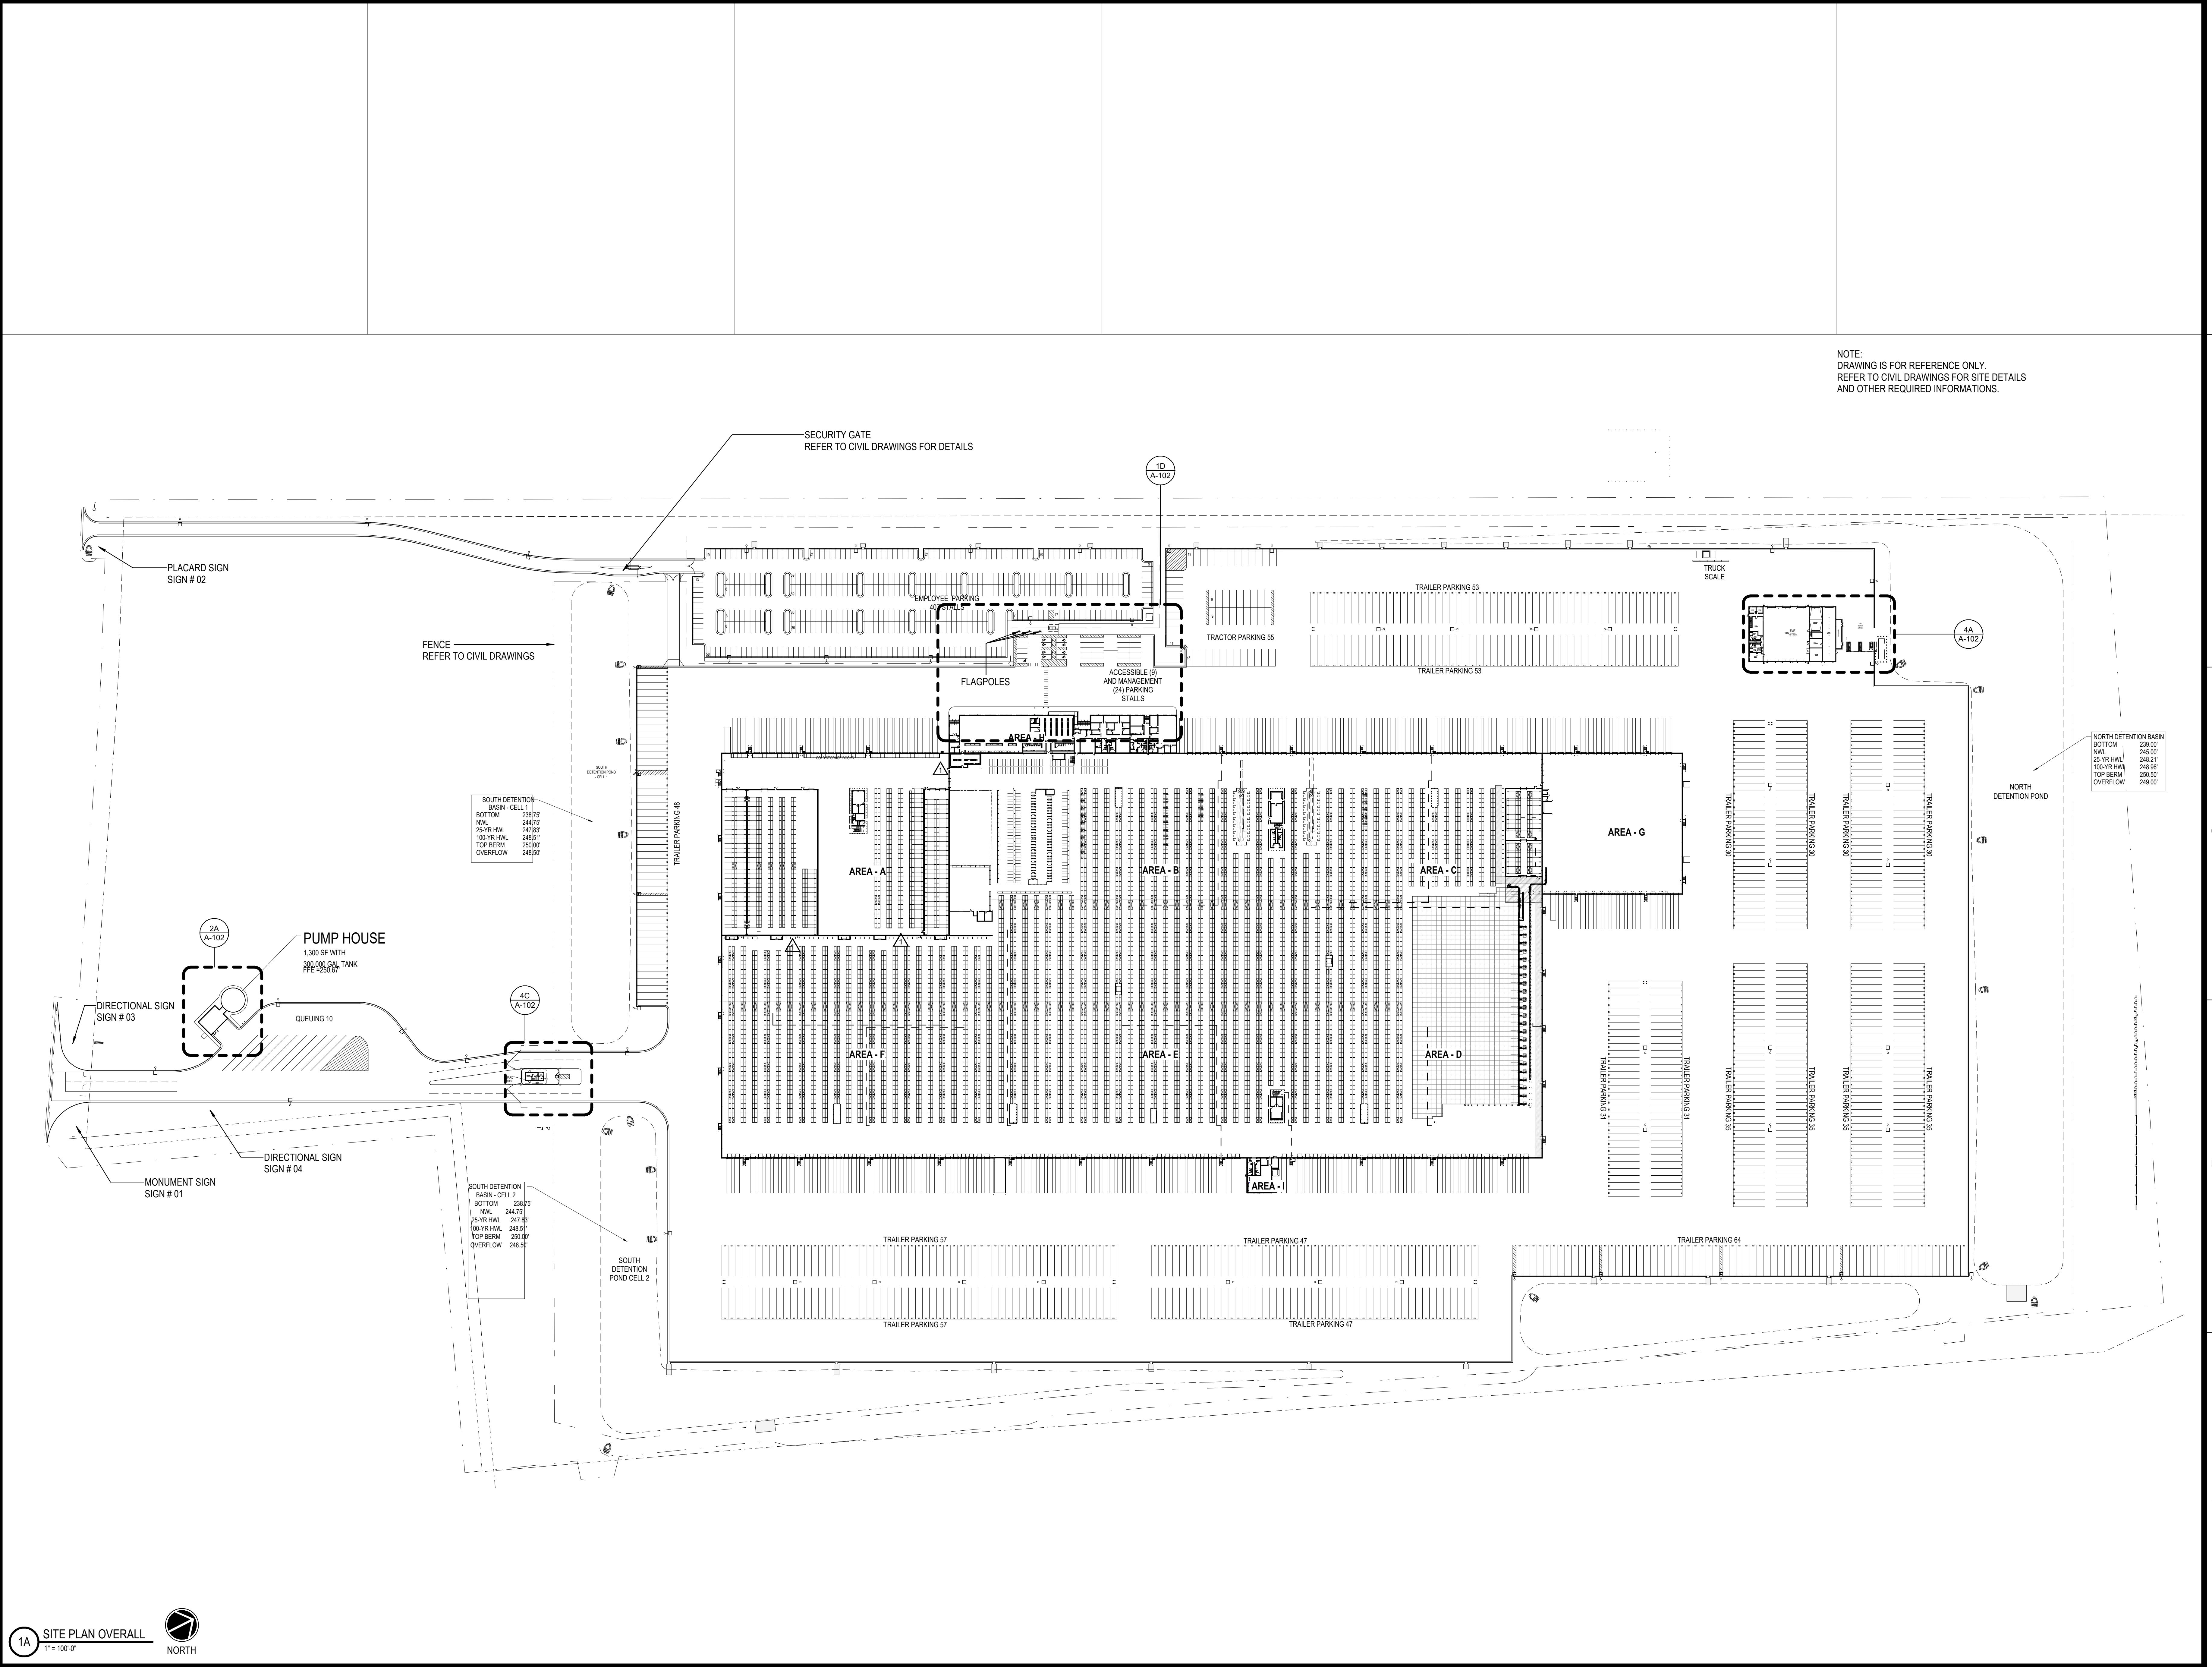 NOTE:
DRAWING IS FOR REFERENCE ONLY.
REFER TO CIVIL DRAWINGS FOR SITE DETAILS
AND OTHER REQUIRED INFORMATIONS.
SECURITY GATE
REFER TO CIVIL DRAWINGS FOR DETAILS
1D
A-102
PLACARD SIGN
SIGN # 02
FENCE
REFER TO CIVIL DRAWINGS
EMPLOYEE PARKING
TRACTOR PARKING 55
TRAILER PARKING 53
TRAILER PARKING 53
TRUCK
SCALE
4A
A-102
FLAGPOLES
ACCESSIBLE (9)
AND MANAGEMENT
(24) PARKING
STALLS
AREA - H
SOUTH
DETENTION POND
- CELL 1
SOUTH DETENTION
BASIN - CELL 1
BOTTOM 238.75'
NWL 244.75'
25-YR HWL 247.83'
100-YR HWL 248.51'
TOP BERM 250.00'
OVERFLOW 248.50'
TRAILER PARKING 48
AREA - A
AREA - B
AREA - C
AREA - G
TRAILER PARKING 30
TRAILER PARKING 30
TRAILER PARKING 30
TRAILER PARKING 30
NORTH
DETENTION POND
NORTH DETENTION BASIN
BOTTOM 239.00'
NWL 245.00'
25-YR HWL 248.21'
100-YR HWL 248.96'
TOP BERM 250.50'
OVERFLOW 249.00'
1
1
1
2A
A-102
PUMP HOUSE
1,300 SF WITH
300,000 GAL TANK
FFE =250.67'
DIRECTIONAL SIGN
SIGN # 03
QUEUING 10
4C
A-102
AREA - F
AREA - E
AREA - D
TRAILER PARKING 31
TRAILER PARKING 31
TRAILER PARKING 35
TRAILER PARKING 35
TRAILER PARKING 35
TRAILER PARKING 35
DIRECTIONAL SIGN
SIGN # 04
MONUMENT SIGN
SIGN # 01
AREA - I
SOUTH DETENTION
BASIN - CELL 2
BOTTOM 238.75'
NWL 244.75'
25-YR HWL 247.83'
100-YR HWL 248.51'
TOP BERM 250.00'
OVERFLOW 248.50'
SOUTH
DETENTION
POND CELL 2
TRAILER PARKING 57
TRAILER PARKING 47
TRAILER PARKING 64
TRAILER PARKING 57
TRAILER PARKING 47
1A
SITE PLAN OVERALL
1" = 100'-0"
NORTH